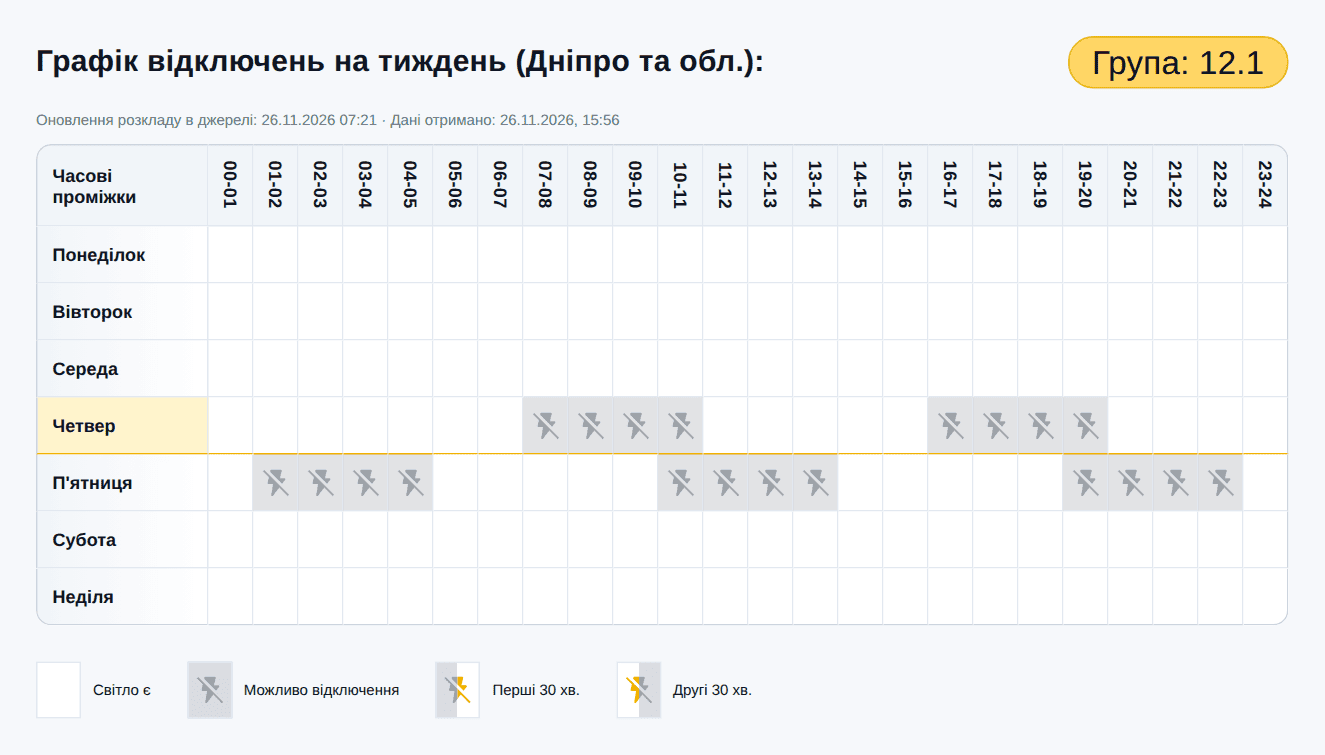 Графік відключень на тиждень (Дніпро та обл.):
Група: 12.1
Оновлення розкладу в джерелі: 26.11.2026 07:21 · Дані отримано: 26.11.2026, 15:56
Часові
проміжки
00-01
01-02
02-03
03-04
04-05
05-06
06-07
07-08
08-09
09-10
10-11
11-12
12-13
13-14
14-15
15-16
16-17
17-18
18-19
19-20
20-21
21-22
22-23
23-24
Понеділок
Вівторок
Середа
Четвер
П'ятниця
Субота
Неділя
Світло є
Можливо відключення
Перші 30 хв.
Другі 30 хв.